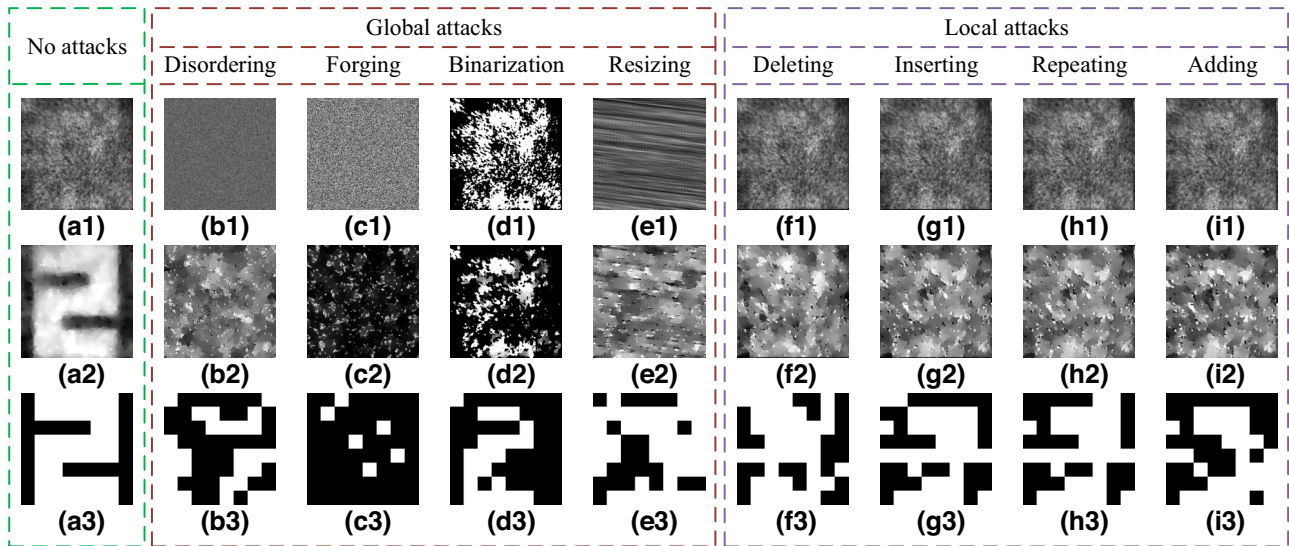 No attacks
Global attacks
Local attacks
Disordering Forging Binarization Resizing Deleting Inserting Repeating Adding
(a1) (b1) (c1) (d1) (e1) (f1) (g1) (h1) (i1)
(a2) (b2) (c2) (d2) (e2) (f2) (g2) (h2) (i2)
(a3) (b3) (c3) (d3) (e3) (f3) (g3) (h3) (i3)